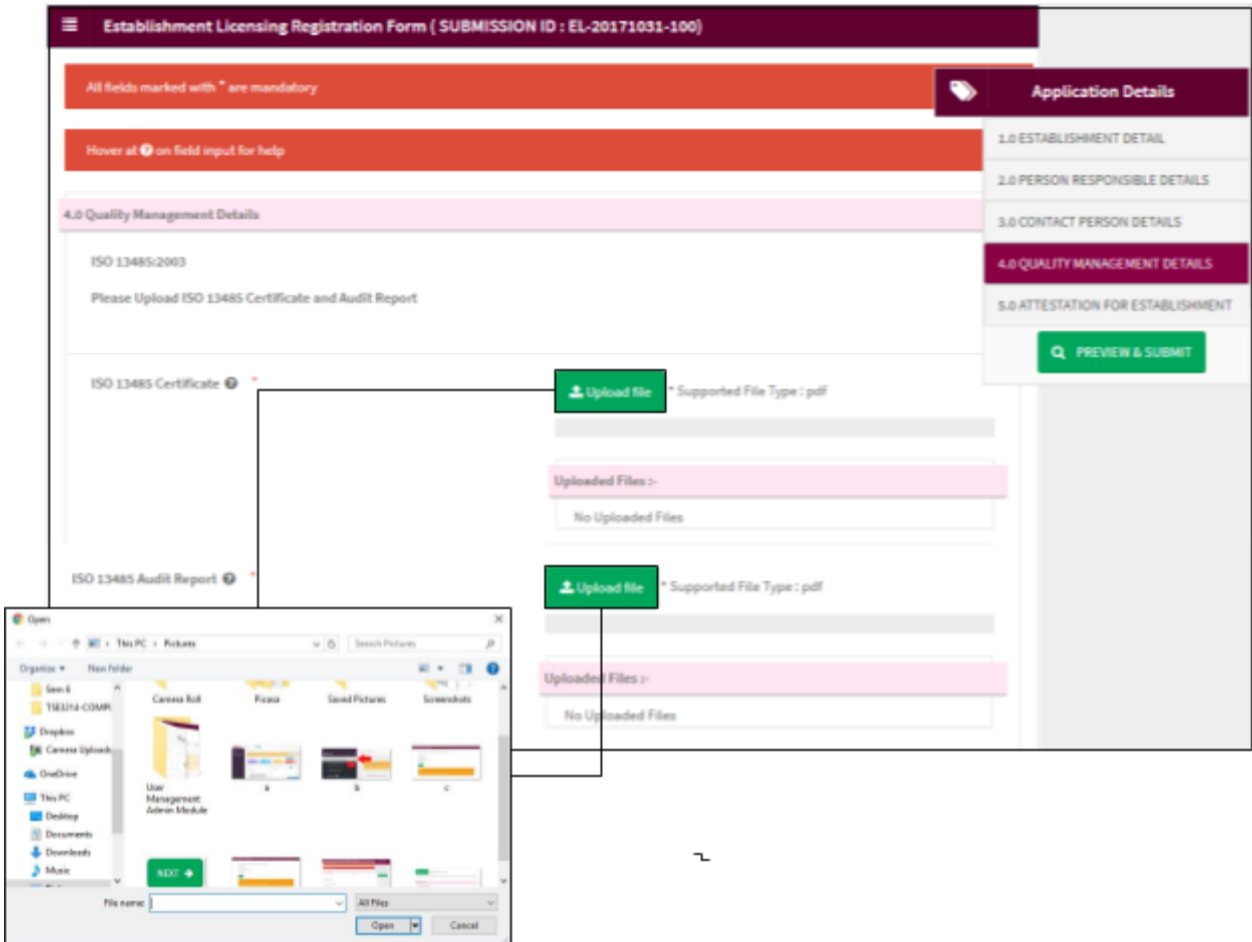 Establishment Licensing Registration Form ( SUBMISSION ID : EL-20171031-100)
All fields marked with * are mandatory
Hover at ? on field input for help
Application Details
1.0 ESTABLISHMENT DETAIL
2.0 PERSON RESPONSIBLE DETAILS
3.0 CONTACT PERSON DETAILS
4.0 QUALITY MANAGEMENT DETAILS
5.0 ATTESTATION FOR ESTABLISHMENT
PREVIEW & SUBMIT
4.0 Quality Management Details
ISO 13485:2003
Please Upload ISO 13485 Certificate and Audit Report
ISO 13485 Certificate ? *
Upload file * Supported File Type : pdf
Uploaded Files :-
No Uploaded Files
ISO 13485 Audit Report ? *
Upload file * Supported File Type : pdf
Uploaded Files :-
No Uploaded Files
Open
This PC › Pictures
Search Pictures
Organize New folder
Sem 6
Dropbox
Camera Uploads
OneDrive
This PC
Desktop
Documents
Downloads
Music
Camera Roll Picasa Saved Pictures Screenshots
User Management Admin Module
a b c
NEXT
File name: All Files
Open Cancel